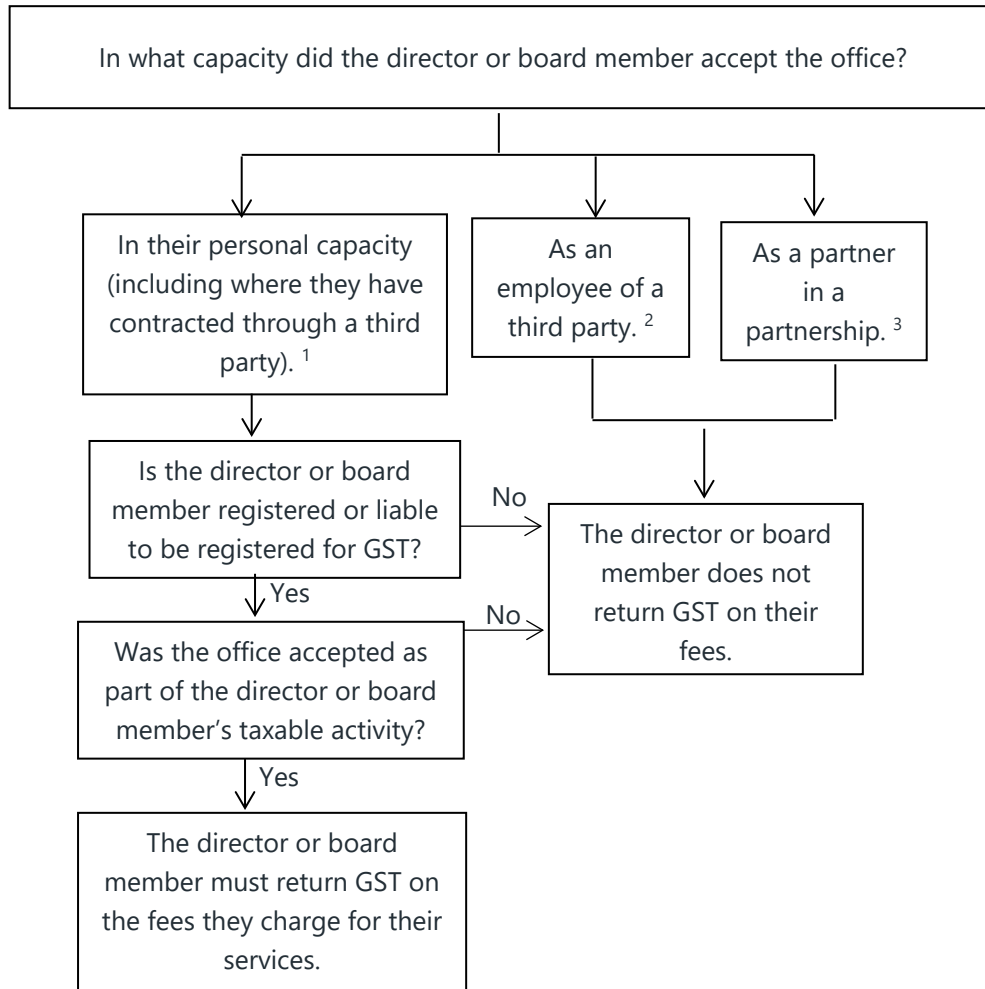 In what capacity did the director or board member accept the office?
In their personal capacity
(including where they have
contracted through a third
party). 1
As an
employee of a
third party. 2
As a partner
in a
partnership. 3
Is the director or board
member registered or liable
to be registered for GST?
No
The director or board
member does not
return GST on their
fees.
Yes
No
Was the office accepted as
part of the director or board
member’s taxable activity?
Yes
The director or board
member must return GST on
the fees they charge for their
services.